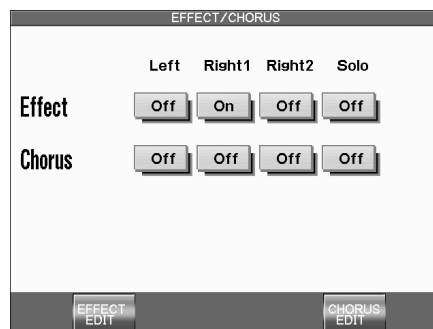 EFFECT/CHORUS
Left Right1 Right2 Solo
Effect Off On Off Off
Chorus Off Off Off Off
EFFECT EDIT
CHORUS EDIT